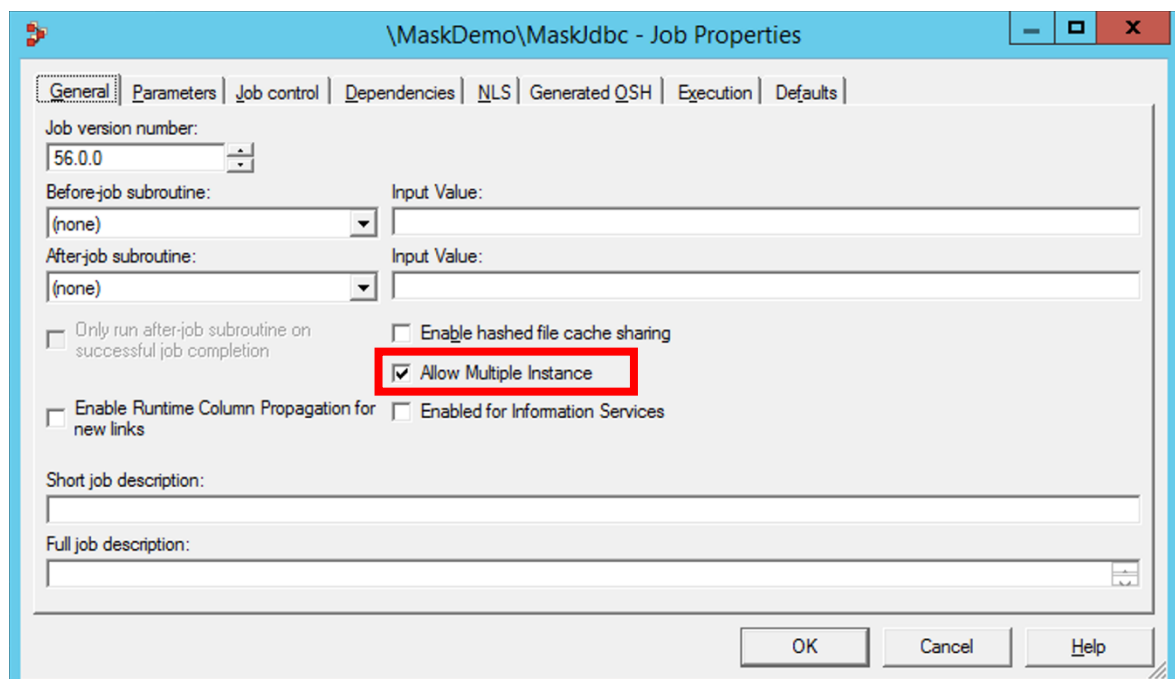 \MaskDemo\MaskJdbc - Job Properties
General Parameters Job control Dependencies NLS Generated OSH Execution Defaults
Job version number:
56.0.0
Before-job subroutine: Input Value:
(none)
After-job subroutine: Input Value:
(none)
Only run after-job subroutine on
successful job completion
Enable hashed file cache sharing
Allow Multiple Instance
Enable Runtime Column Propagation for
new links
Enabled for Information Services
Short job description:
Full job description:
OK Cancel Help